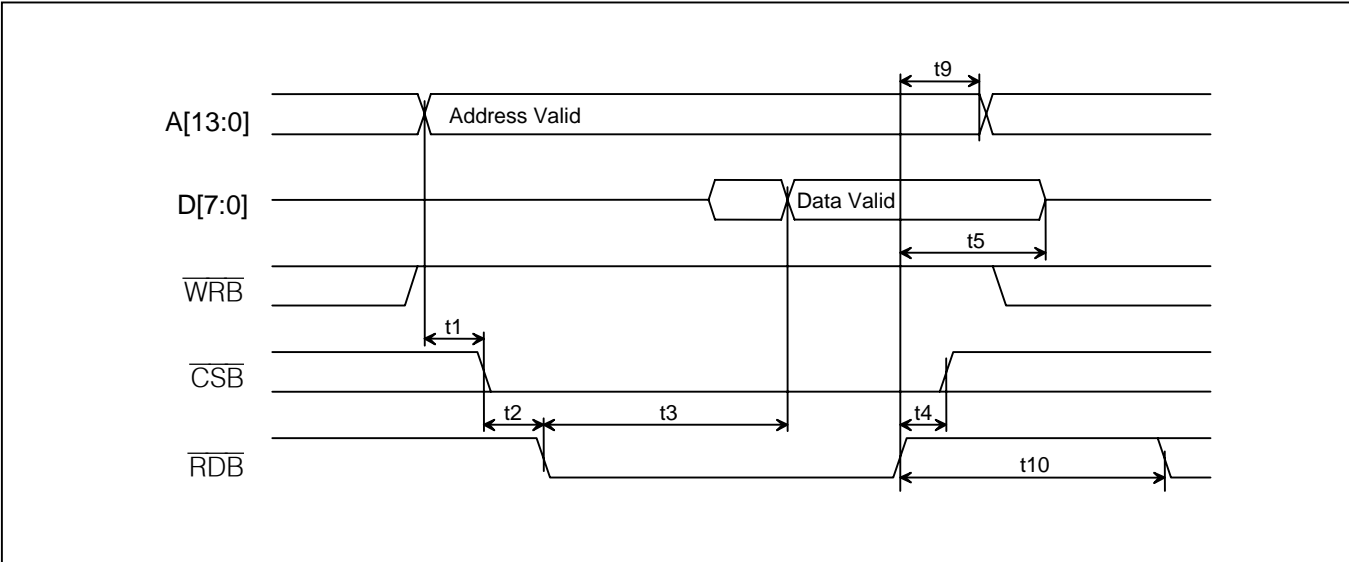 t9
A[13:0]
Address Valid
D[7:0]
Data Valid
t5
WRB
t1
CSB
t2
t3
t4
RDB
t10